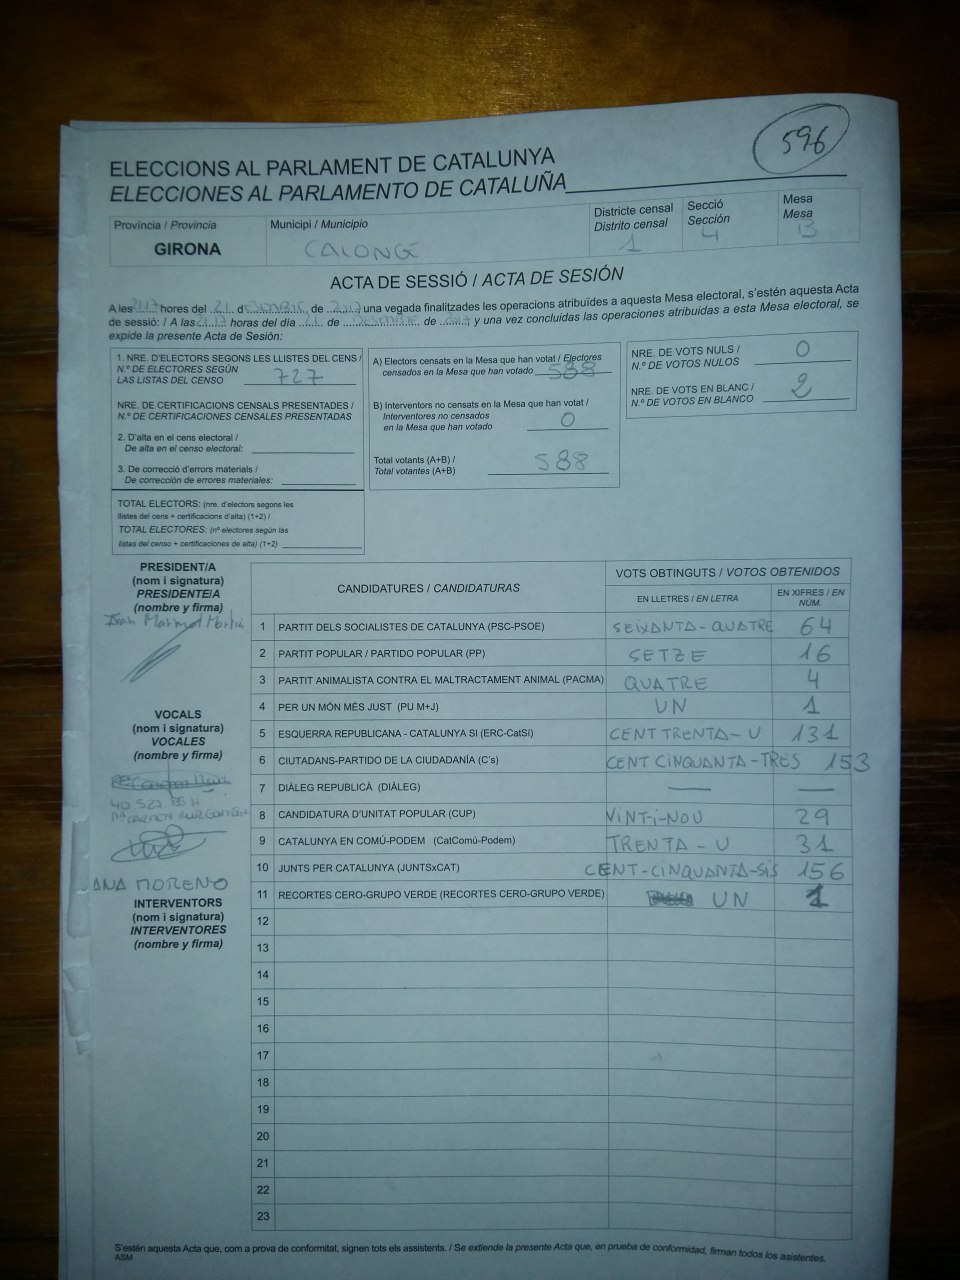 596
ELECCIONS AL PARLAMENT DE CATALUNYA
ELECCIONES AL PARLAMENTO DE CATALUÑA
Província / Provincia
GIRONA
Municipi / Municipio
CALONGE
Districte censal
Distrito censal
1
Secció
Sección
4
Mesa
Mesa
B
ACTA DE SESSIÓ / ACTA DE SESIÓN
A les 21:17 hores del 21 d de 2017 una vegada finalitzades les operacions atribuïdes a aquesta Mesa electoral, s'estén aquesta Acta
de sessió: / A las horas del día 21 de de 2017, y una vez concluidas las operaciones atribuidas a esta Mesa electoral, se
expide la presente Acta de Sesión:
1. NRE. D'ELECTORS SEGONS LES LLISTES DEL CENS /
N.º DE ELECTORES SEGÚN
LAS LISTAS DEL CENSO 727
NRE. DE CERTIFICACIONS CENSALS PRESENTADES /
N.º DE CERTIFICACIONES CENSALES PRESENTADAS
2. D'alta en el cens electoral /
De alta en el censo electoral:
3. De correcció d'errors materials /
De corrección de errores materiales:
TOTAL ELECTORS: (nre. d'electors segons les
llistes del cens + certificacions d'alta) (1+2) /
TOTAL ELECTORES: (nº electores según las
listas del censo + certificaciones de alta) (1+2)
A) Electors censats en la Mesa que han votat / Electores
censados en la Mesa que han votado 588
B) Interventors no censats en la Mesa que han votat /
Interventores no censados
en la Mesa que han votado 0
Total votants (A+B) /
Total votantes (A+B) 588
NRE. DE VOTS NULS /
N.º DE VOTOS NULOS 0
NRE. DE VOTS EN BLANC /
N.º DE VOTOS EN BLANCO 2
PRESIDENT/A
(nom i signatura)
PRESIDENTE/A
(nombre y firma)
VOCALS
(nom i signatura)
VOCALES
(nombre y firma)
ANA MORENO
INTERVENTORS
(nom i signatura)
INTERVENTORES
(nombre y firma)
CANDIDATURES / CANDIDATURAS
VOTS OBTINGUTS / VOTOS OBTENIDOS
EN LLETRES / EN LETRA
EN XIFRES / EN
NÚM.
1 PARTIT DELS SOCIALISTES DE CATALUNYA (PSC-PSOE) SEIXANTA-QUATRE 64
2 PARTIT POPULAR / PARTIDO POPULAR (PP) SETZE 16
3 PARTIT ANIMALISTA CONTRA EL MALTRACTAMENT ANIMAL (PACMA) QUATRE 4
4 PER UN MÓN MÉS JUST (PU M+J) UN 1
5 ESQUERRA REPUBLICANA - CATALUNYA SI (ERC-CatSí) CENT TRENTA-U 131
6 CIUTADANS-PARTIDO DE LA CIUDADANÍA (C's) CENT CINQUANTA-TRES 153
7 DIÀLEG REPUBLICÀ (DIÀLEG) — —
8 CANDIDATURA D'UNITAT POPULAR (CUP) VINT-i-NOU 29
9 CATALUNYA EN COMÚ-PODEM (CatComú-Podem) TRENTA-U 31
10 JUNTS PER CATALUNYA (JUNTSxCAT) CENT-CINQUANTA-SIS 156
11 RECORTES CERO-GRUPO VERDE (RECORTES CERO-GRUPO VERDE) UN 1
12
13
14
15
16
17
18
19
20
21
22
23
S'estén aquesta Acta que, com a prova de conformitat, signen tots els assistents. / Se extiende la presente Acta que, en prueba de conformidad, firman todos los asistentes.
ASM